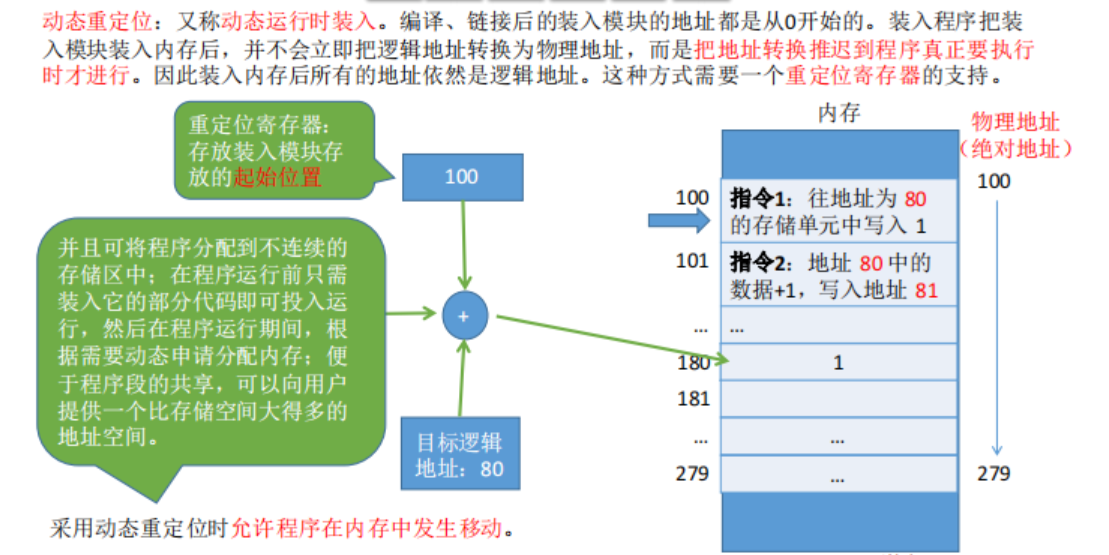 动态重定位：又称动态运行时装入。编译、链接后的装入模块的地址都是从0开始的。装入程序把装
入模块装入内存后，并不会立即把逻辑地址转换为物理地址，而是把地址转换推迟到程序真正要执行
时才进行。因此装入内存后所有的地址依然是逻辑地址。这种方式需要一个重定位寄存器的支持。
重定位寄存器：
存放装入模块存
放的起始位置
100
并且可将程序分配到不连续的
存储区中；在程序运行前只需
装入它的部分代码即可投入运
行，然后在程序运行期间，根
据需要动态申请分配内存；便
于程序段的共享，可以向用户
提供一个比存储空间大得多的
地址空间。
+
目标逻辑
地址：80
采用动态重定位时允许程序在内存中发生移动。
内存
物理地址
（绝对地址）
100
指令1：往地址为 80
的存储单元中写入 1
100
101
指令2：地址 80 中的
数据+1，写入地址 81
...
...
180
1
181
...
...
279
...
279